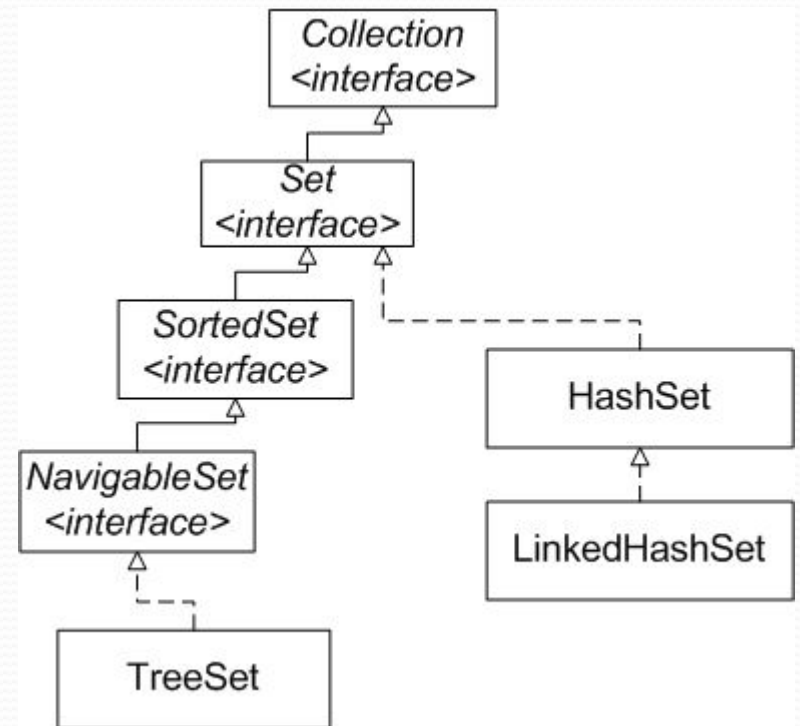 Collection
<interface>
Set
<interface>
SortedSet
<interface>
HashSet
NavigableSet
<interface>
LinkedHashSet
TreeSet